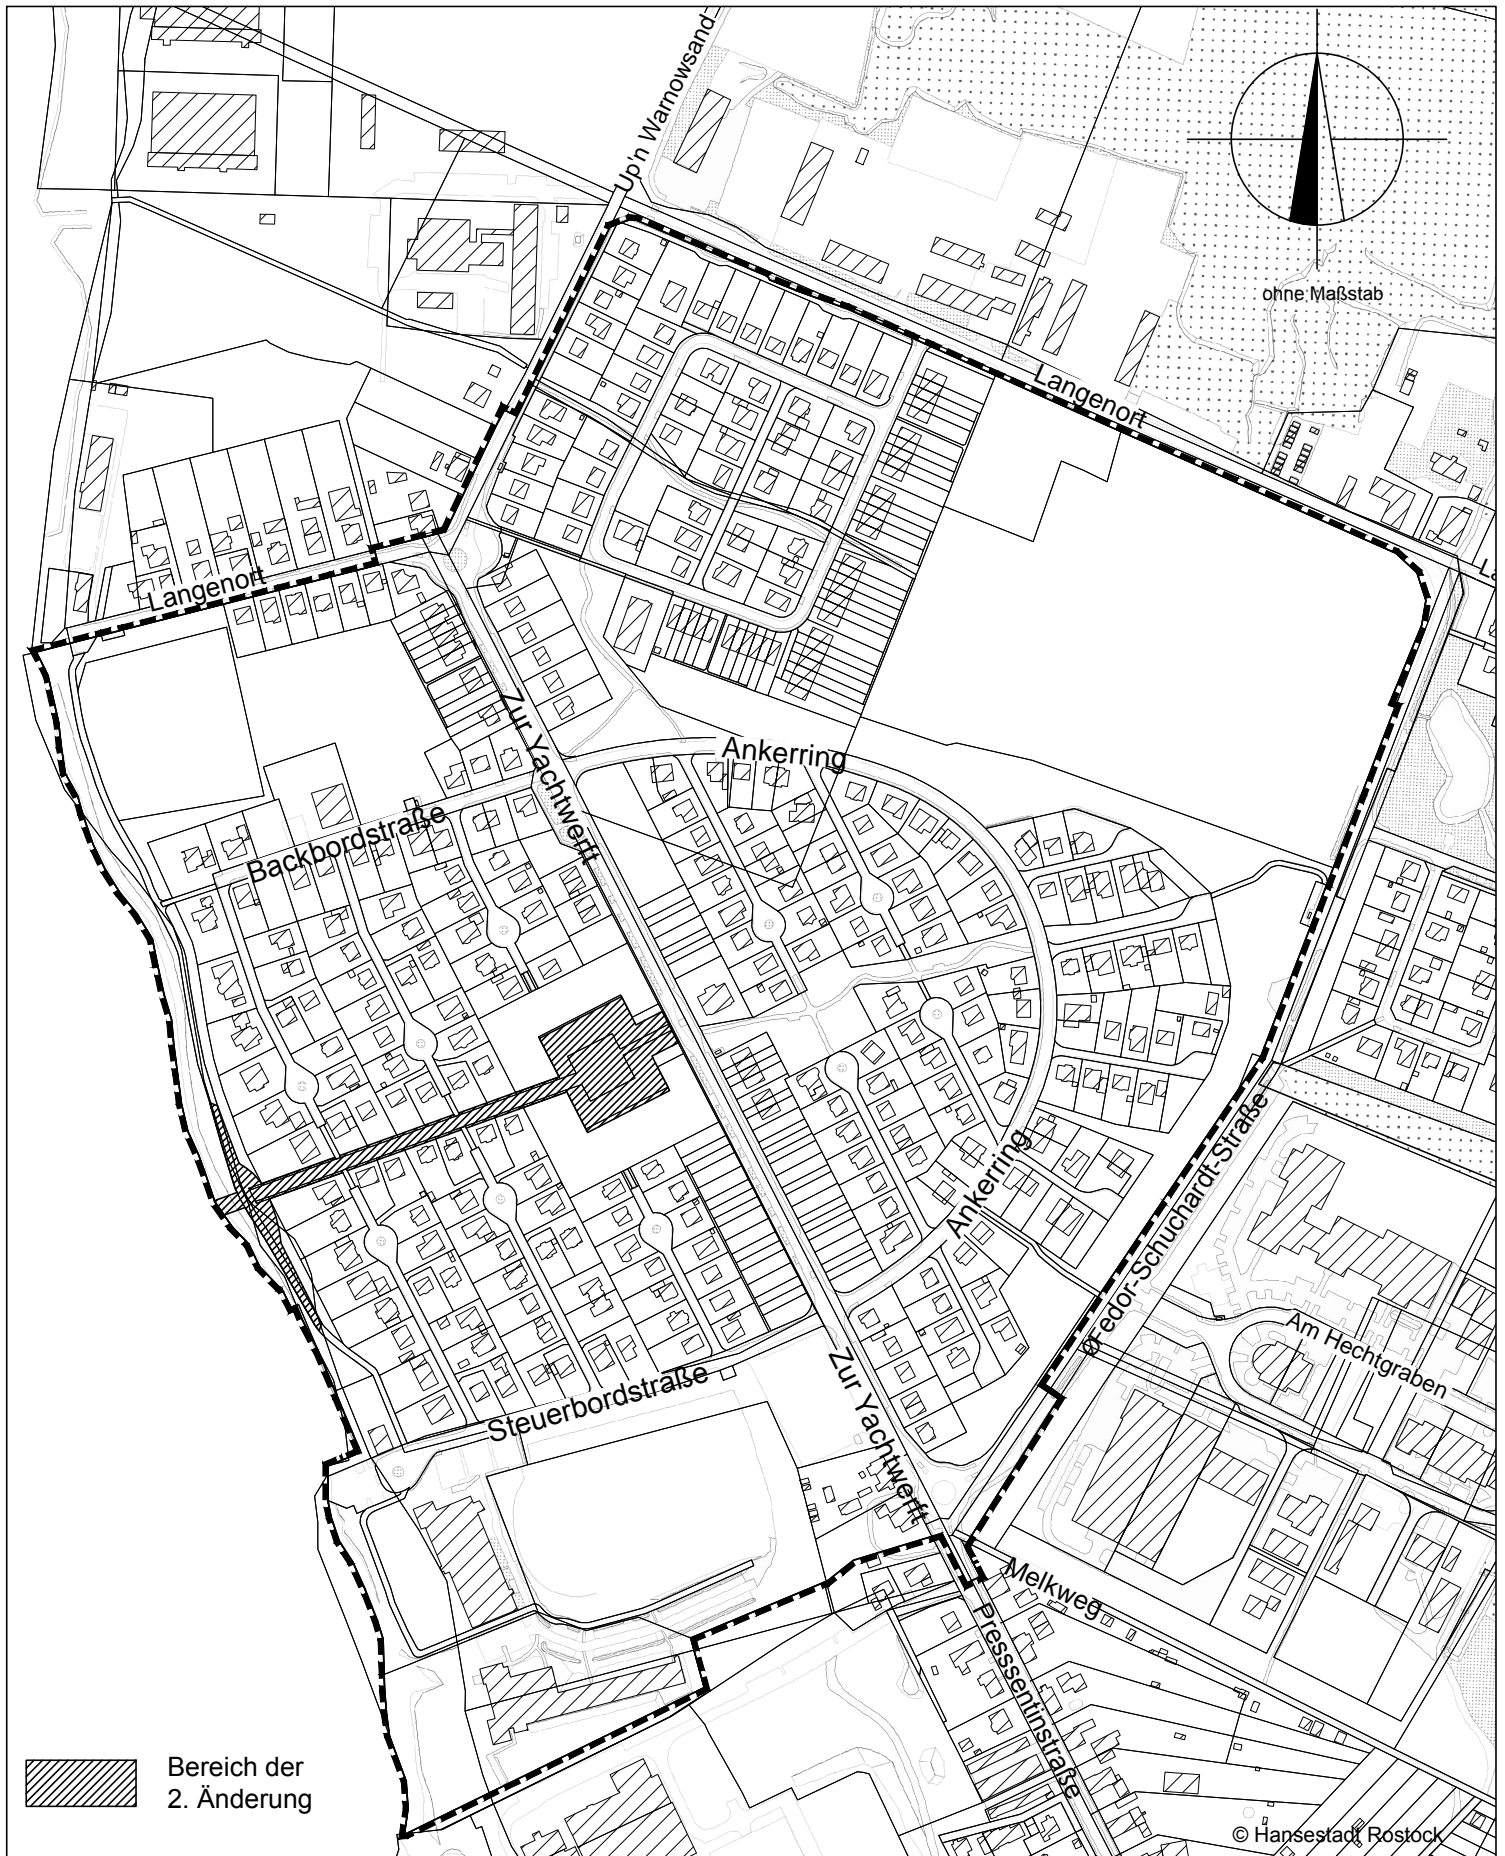 Up'n Warnowsand
ohne Maßstab
Langenort
Langenort
Zur Yachtwerft
Ankerring
Backbordstraße
Ankerring
Fedor-Schuchardt-Straße
Am Hechtgraben
Steuerbordstraße
Zur Yachtwerft
Melkweg
Presssentinstraße
Bereich der
2. Änderung
© Hansestadt Rostock